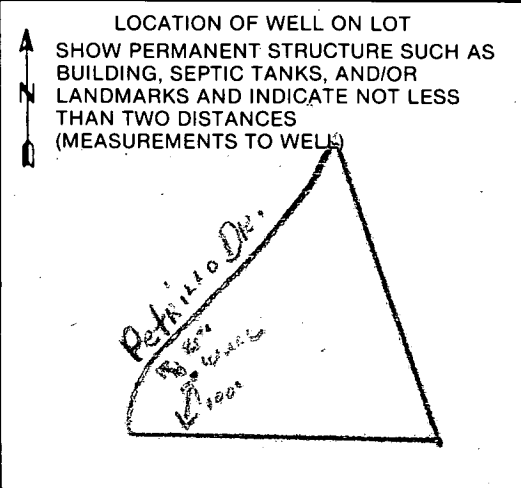 LOCATION OF WELL ON LOT
SHOW PERMANENT STRUCTURE SUCH AS
BUILDING, SEPTIC TANKS, AND/OR
N LANDMARKS AND INDICATE NOT LESS
THAN TWO DISTANCES
(MEASUREMENTS TO WELL)
Petrillo DR.
WELL
100'